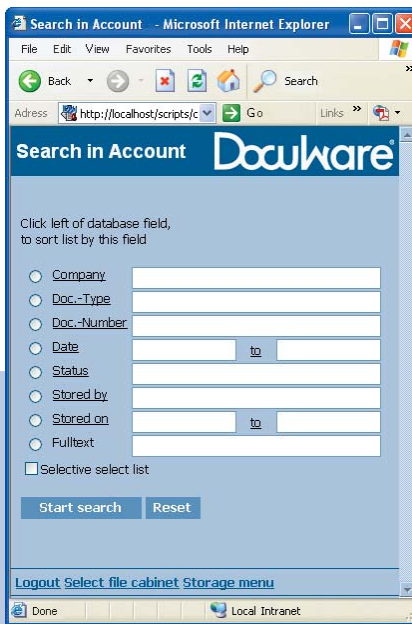 Search in Account - Microsoft Internet Explorer
File Edit View Favorites Tools Help
Back Search »
Adress http://localhost/scripts/c Go Links »
Search in Account DocuWare®
Click left of database field,
to sort list by this field
Company
Doc.-Type
Doc.-Number
Date to
Status
Stored by
Stored on to
Fulltext
Selective select list
Start search Reset
Logout Select file cabinet Storage menu
Done Local Intranet